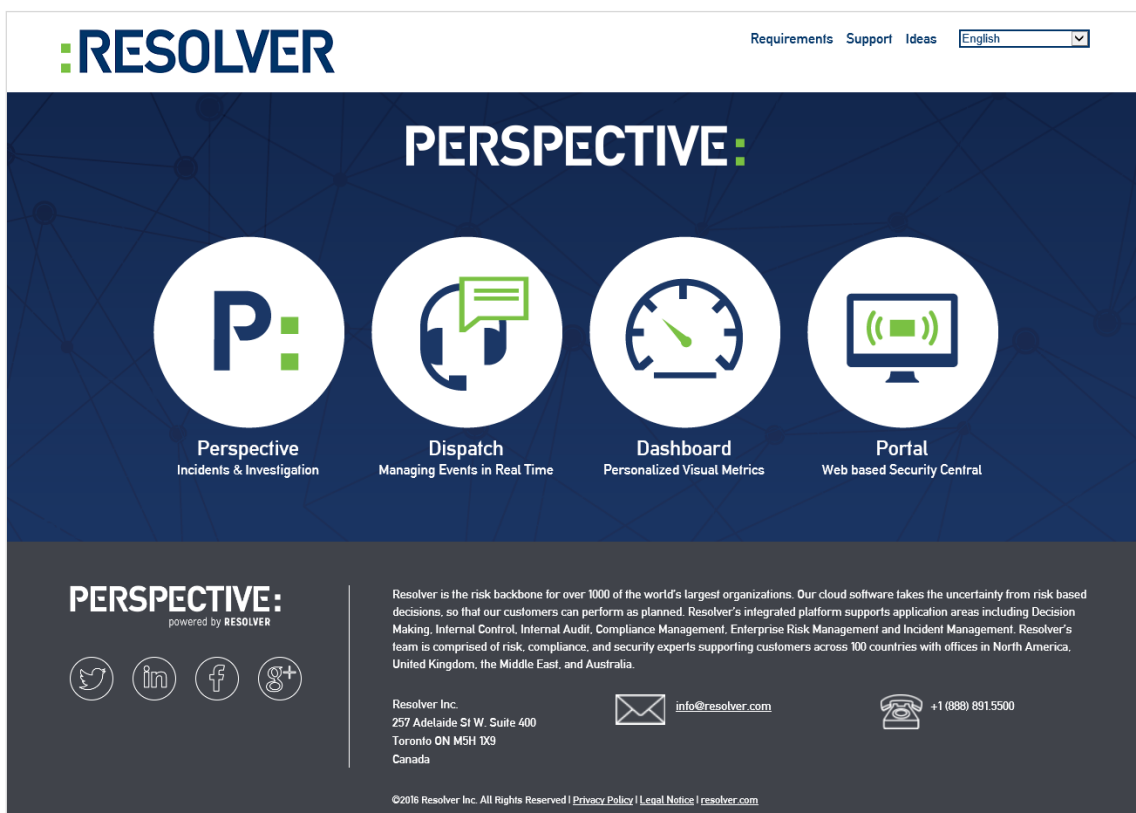 :RESOLVER
Requirements Support Ideas English
PERSPECTIVE:
P:
Perspective
Incidents & Investigation
Dispatch
Managing Events in Real Time
Dashboard
Personalized Visual Metrics
Portal
Web based Security Central
PERSPECTIVE:
powered by RESOLVER
in f g+
Resolver is the risk backbone for over 1000 of the world's largest organizations. Our cloud software takes the uncertainty from risk based
decisions, so that our customers can perform as planned. Resolver's integrated platform supports application areas including Decision
Making, Internal Control, Internal Audit, Compliance Management, Enterprise Risk Management and Incident Management. Resolver's
team is comprised of risk, compliance, and security experts supporting customers across 100 countries with offices in North America,
United Kingdom, the Middle East, and Australia.
Resolver Inc.
257 Adelaide St W. Suite 400
Toronto ON M5H 1X9
Canada
info@resolver.com
+1 (888) 891.5500
©2016 Resolver Inc. All Rights Reserved | Privacy Policy | Legal Notice | resolver.com